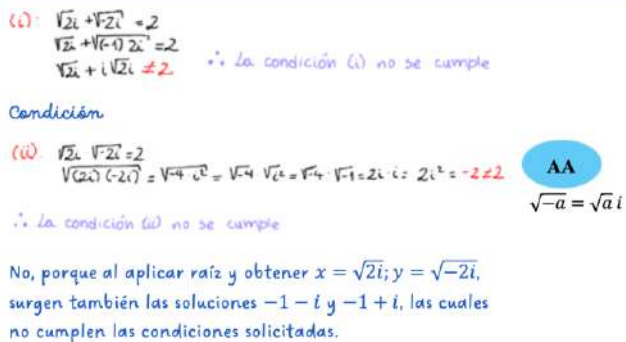 (i): √2i + √-2i = 2
√2i + √(-1) 2i = 2
√2i + i√2i ≠ 2
∴ La condición (i) no se cumple
Condición
(ii) √2i √-2i = 2
√(2i) (-2i) = √-4 · i² = √-4 √i² = √-4 · √-1 = 2i · i = 2i² = -2 ≠ 2
AA
√-a = √a i
∴ La condición (ii) no se cumple
No, porque al aplicar raíz y obtener x = √2i; y = √-2i,
surgen también las soluciones -1 - i y -1 + i, las cuales
no cumplen las condiciones solicitadas.